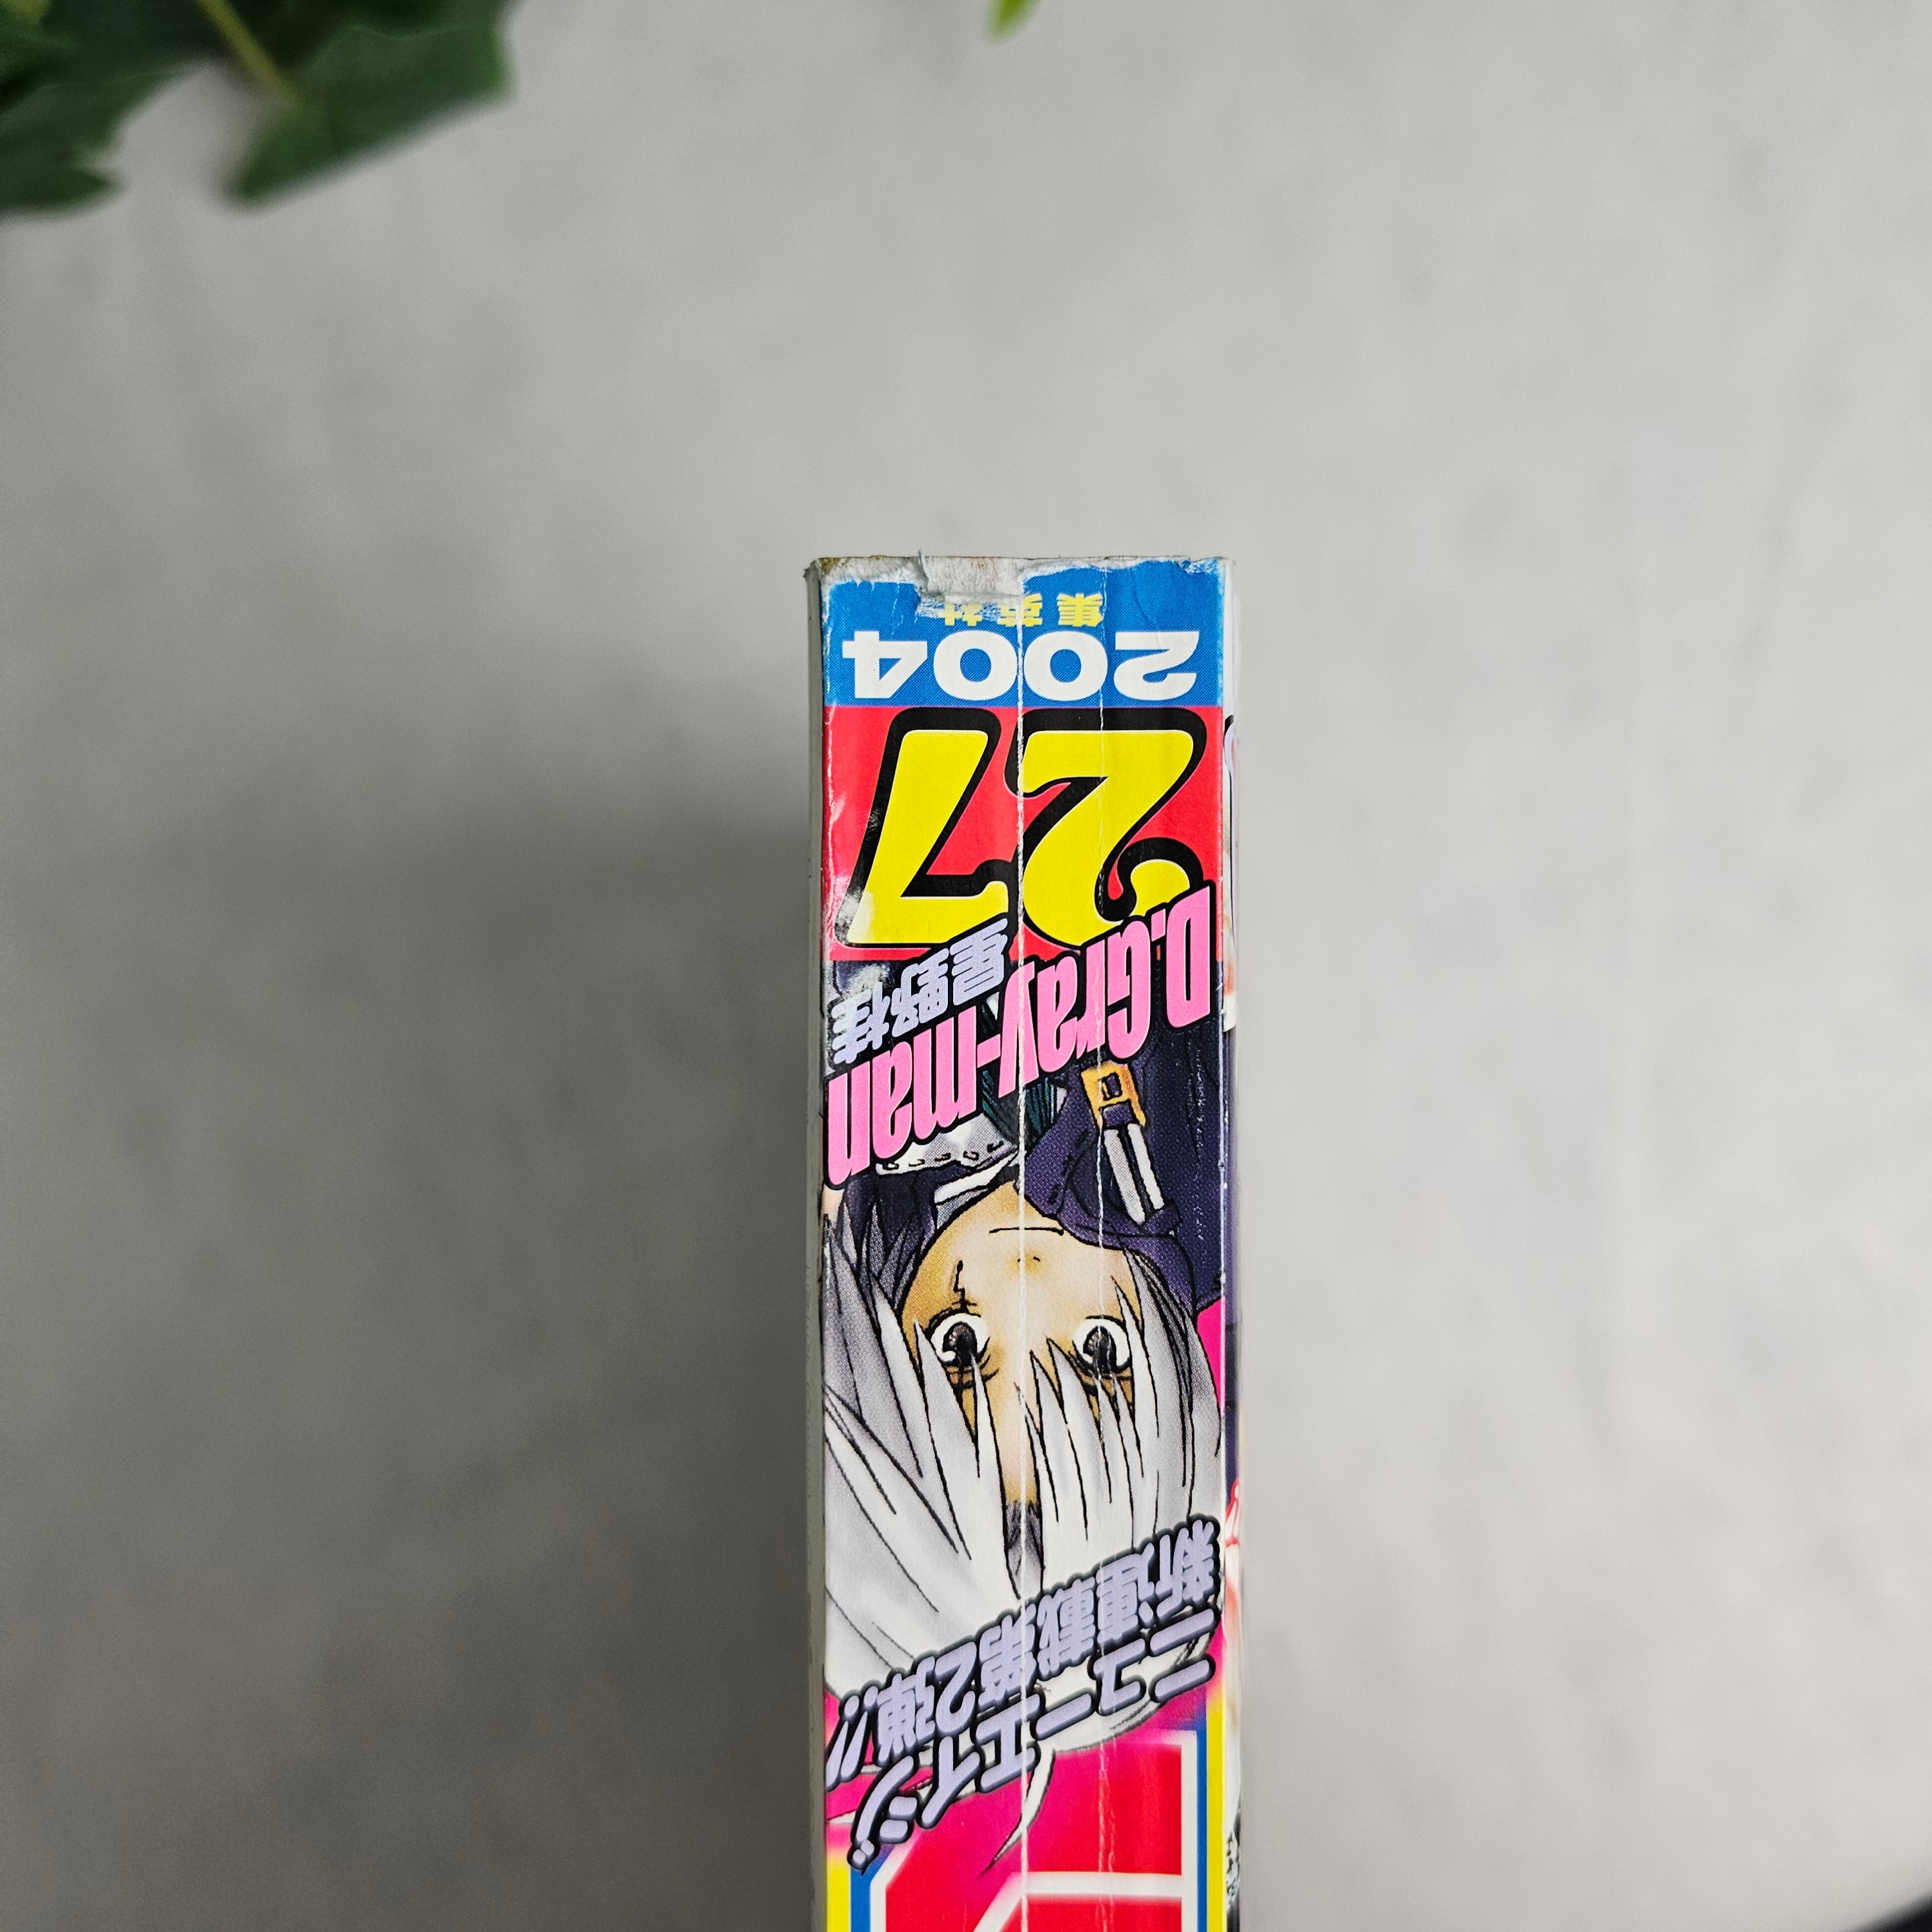 ニューエイジ
新連載第2弾!!
D.Gray-man
星野桂
27
2004
集英社